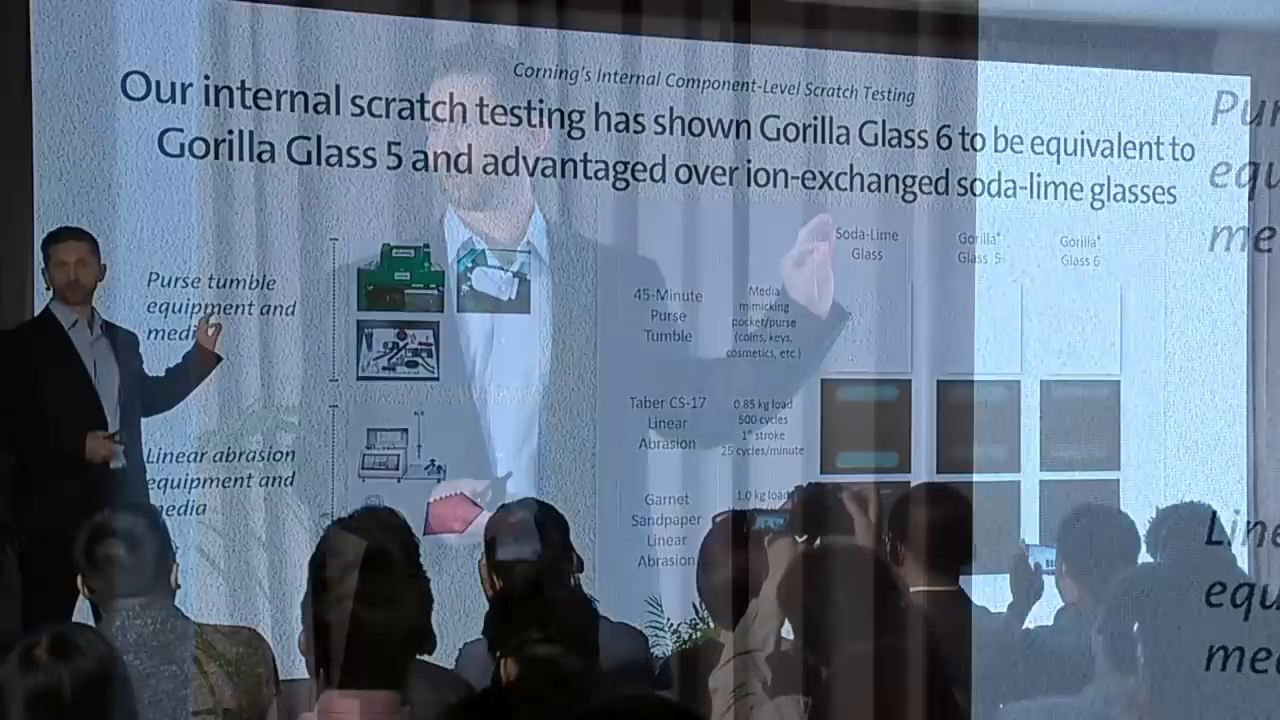 Corning's Internal Component-Level Scratch Testing
Our internal scratch testing has shown Gorilla Glass 6 to be equivalent to
Gorilla Glass 5 and advantaged over ion-exchanged soda-lime glasses
Soda-Lime
Glass
Gorilla®
Glass 5
Gorilla®
Glass 6
Purse tumble
equipment and
45-Minute
Purse
Tumble
Media
mimicking
pocket/purse
(coins, keys,
cosmetics, etc.)
Taber CS-17
Linear
Abrasion
0.85 kg load
500 cycles
1" stroke
25 cycles/minute
Linear abrasion
equipment and
media
Garnet
Sandpaper
Linear
Abrasion
1.0 kg load